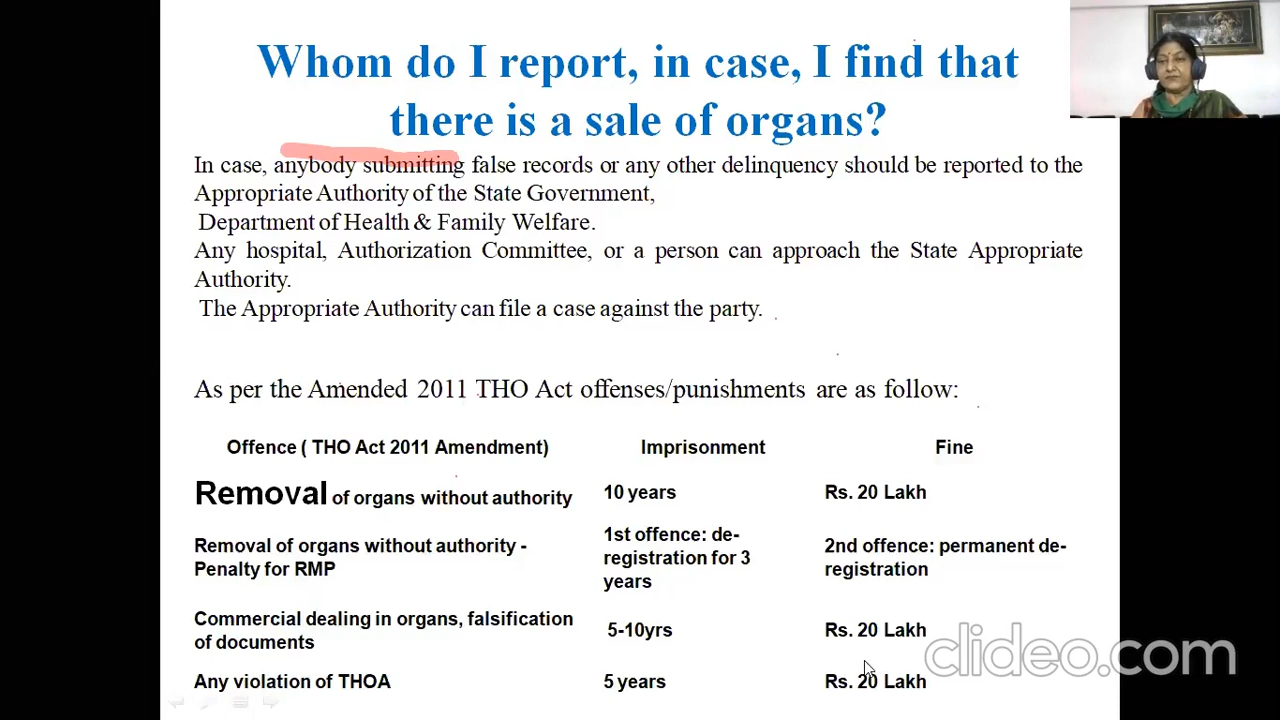 Whom do I report, in case, I find that
there is a sale of organs?
In case, anybody submitting false records or any other delinquency should be reported to the
Appropriate Authority of the State Government,
Department of Health & Family Welfare.
Any hospital, Authorization Committee, or a person can approach the State Appropriate
Authority.
The Appropriate Authority can file a case against the party.
As per the Amended 2011 THO Act offenses/punishments are as follow:
Offence ( THO Act 2011 Amendment) Imprisonment Fine
Removal of organs without authority 10 years Rs. 20 Lakh
Removal of organs without authority -
Penalty for RMP
1st offence: de-
registration for 3
years
2nd offence: permanent de-
registration
Commercial dealing in organs, falsification
of documents
5-10yrs
Rs. 20 Lakh
Any violation of THOA 5 years Rs. 20 Lakh
clideo.com